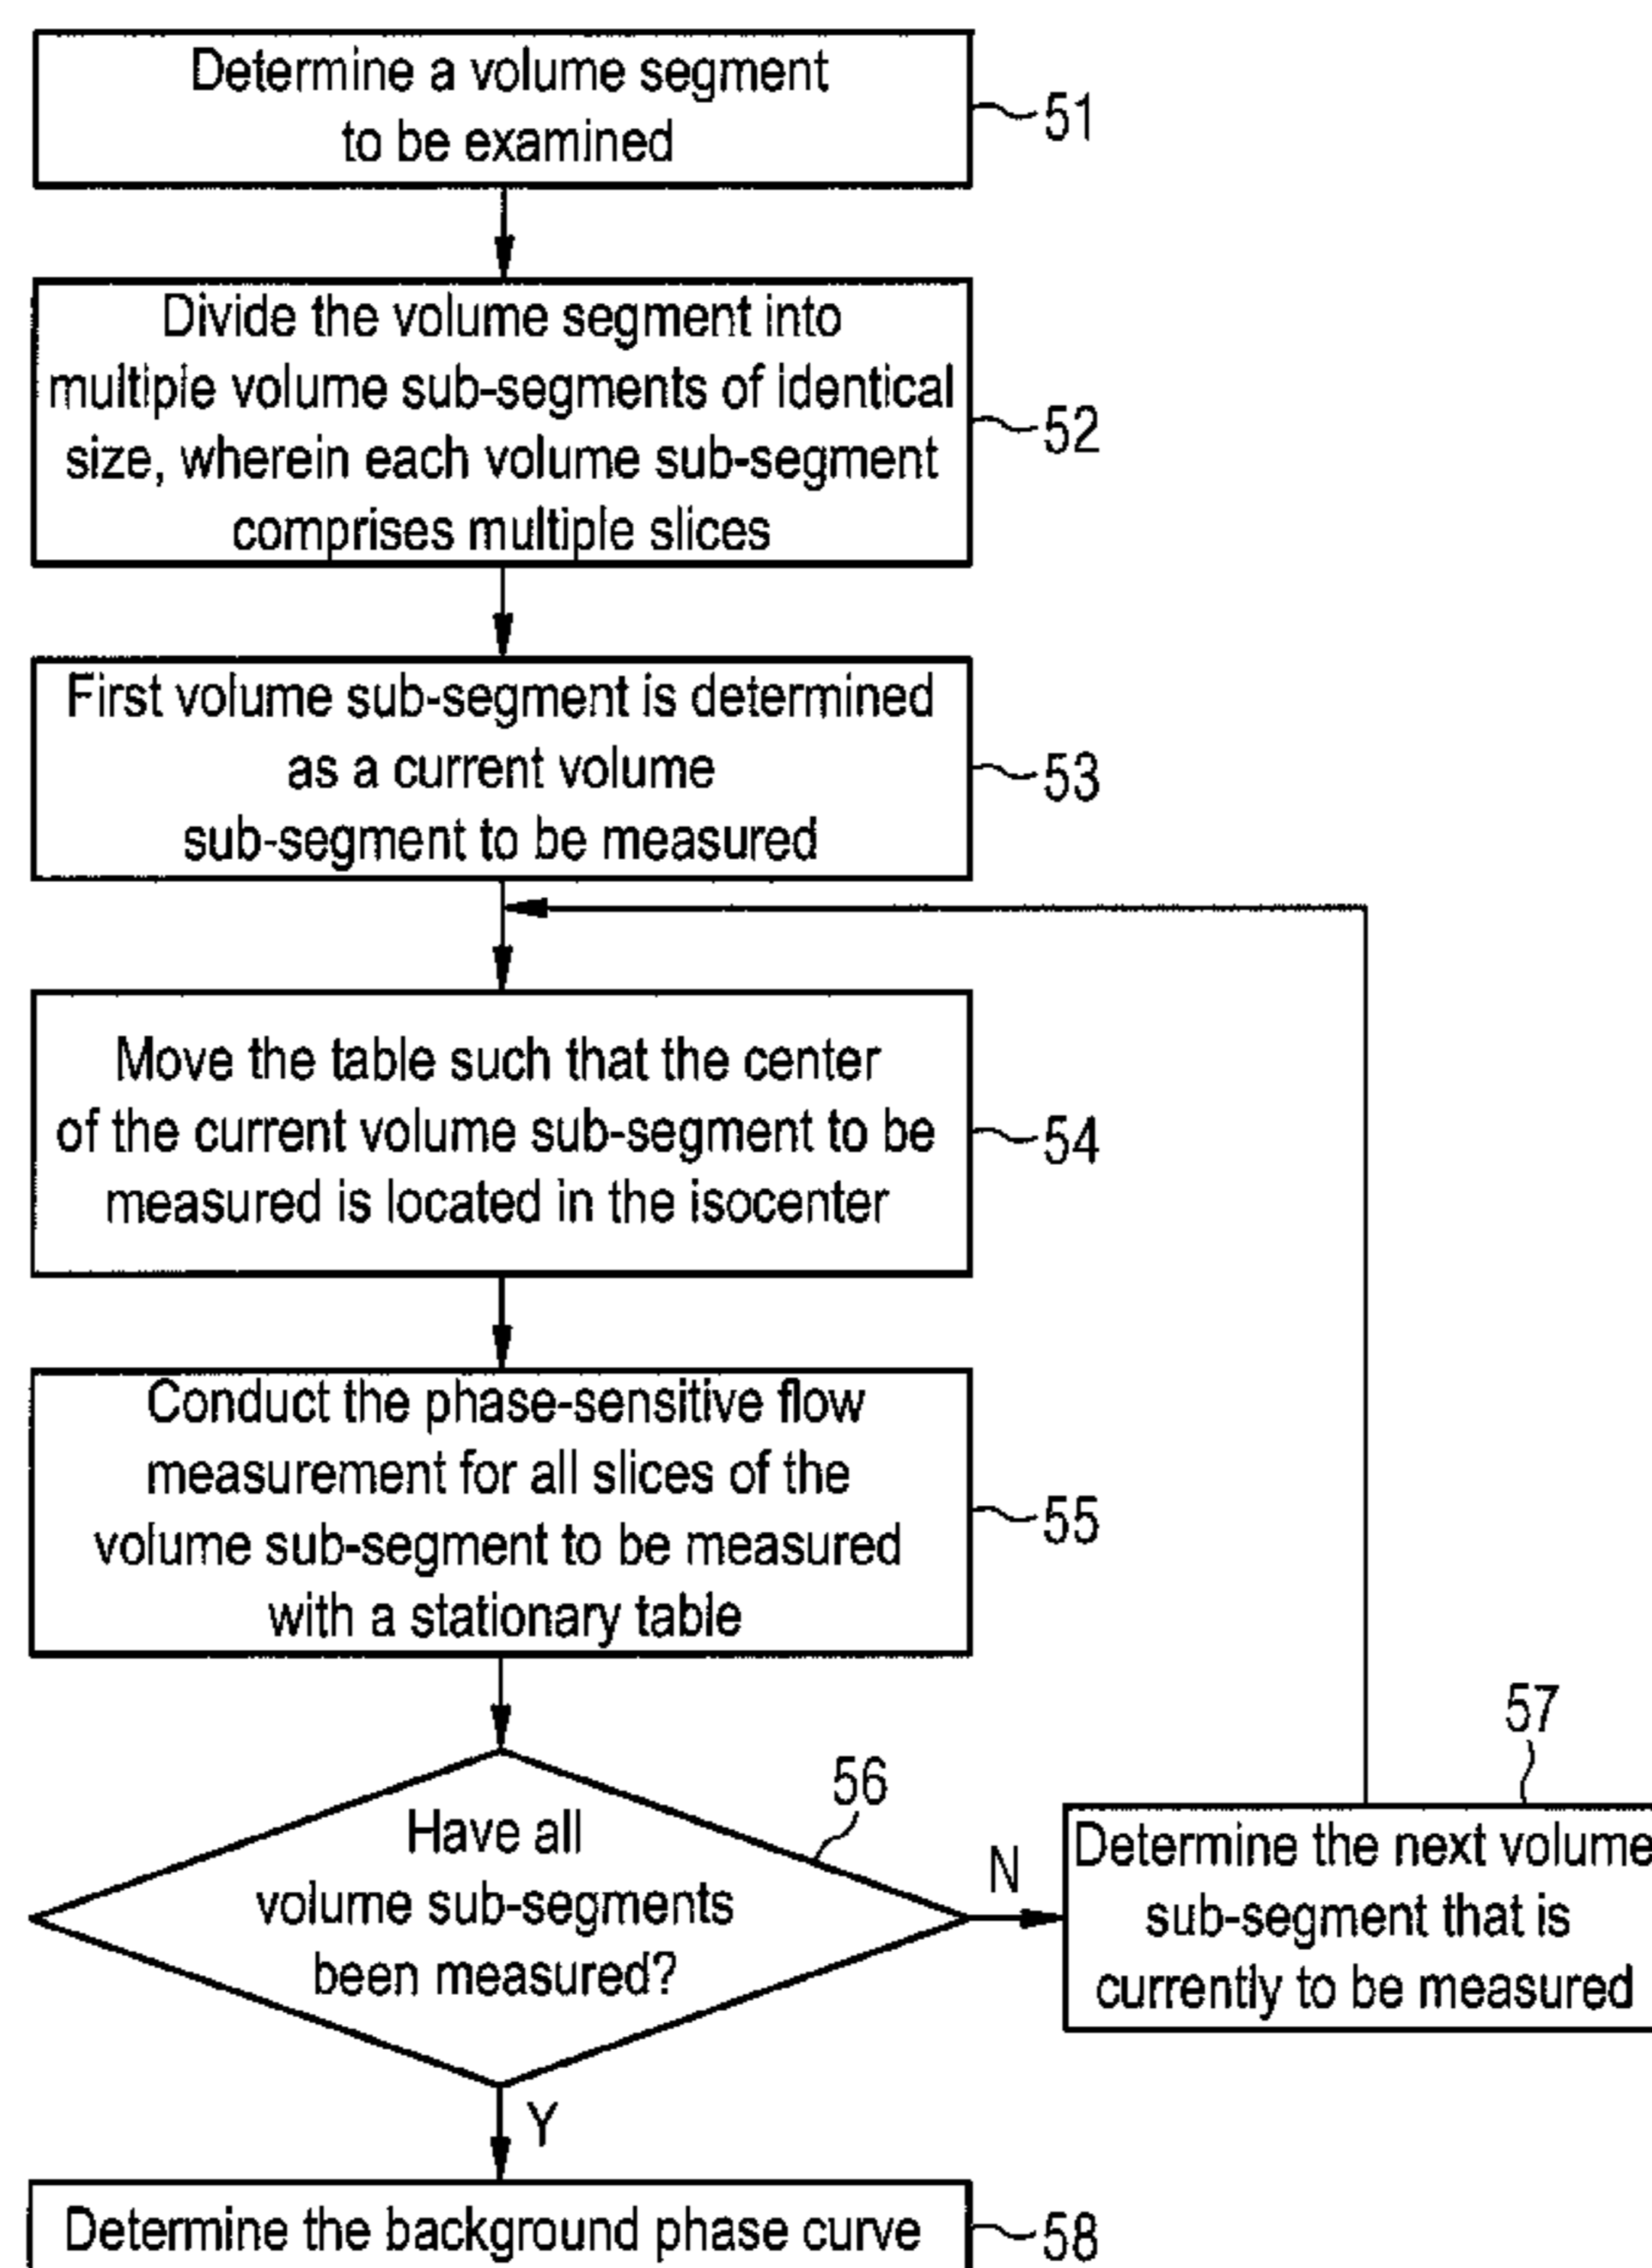 Determine a volume segment
to be examined
51
Divide the volume segment into
multiple volume sub-segments of identical
size, wherein each volume sub-segment
comprises multiple slices
52
First volume sub-segment is determined
as a current volume
sub-segment to be measured
53
Move the table such that the center
of the current volume sub-segment to be
measured is located in the isocenter
54
Conduct the phase-sensitive flow
measurement for all slices of the
volume sub-segment to be measured
with a stationary table
55
Have all
volume sub-segments
been measured?
56
N
57
Determine the next volume
sub-segment that is
currently to be measured
Y
Determine the background phase curve
58